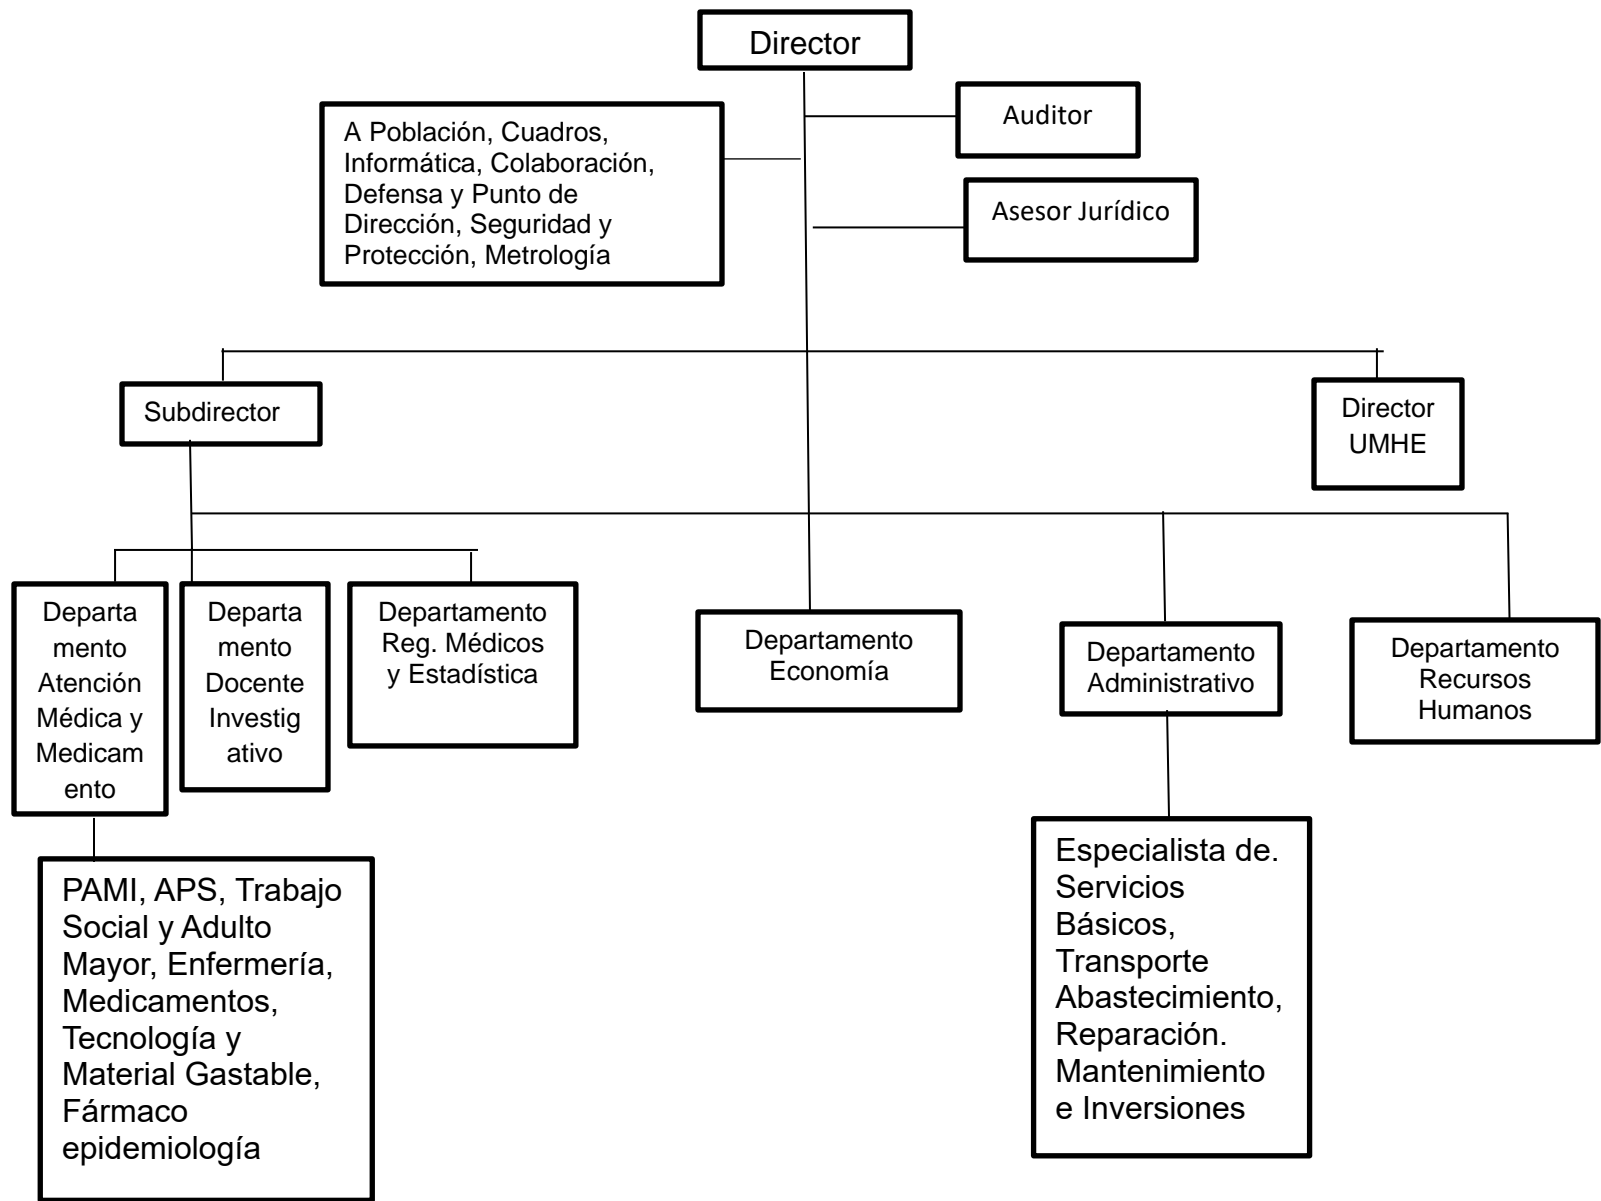 Director
Auditor
A Población, Cuadros,
Informática, Colaboración,
Defensa y Punto de
Dirección, Seguridad y
Protección, Metrología
Asesor Jurídico
Subdirector
Director
UMHE
Departa
mento
Atención
Médica y
Medicam
ento
Departa
mento
Docente
Investig
ativo
Departamento
Reg. Médicos
y Estadística
Departamento
Economía
Departamento
Administrativo
Departamento
Recursos
Humanos
PAMI, APS, Trabajo
Social y Adulto
Mayor, Enfermería,
Medicamentos,
Tecnología y
Material Gastable,
Fármaco
epidemiología
Especialista de.
Servicios
Básicos,
Transporte
Abastecimiento,
Reparación.
Mantenimiento
e Inversiones